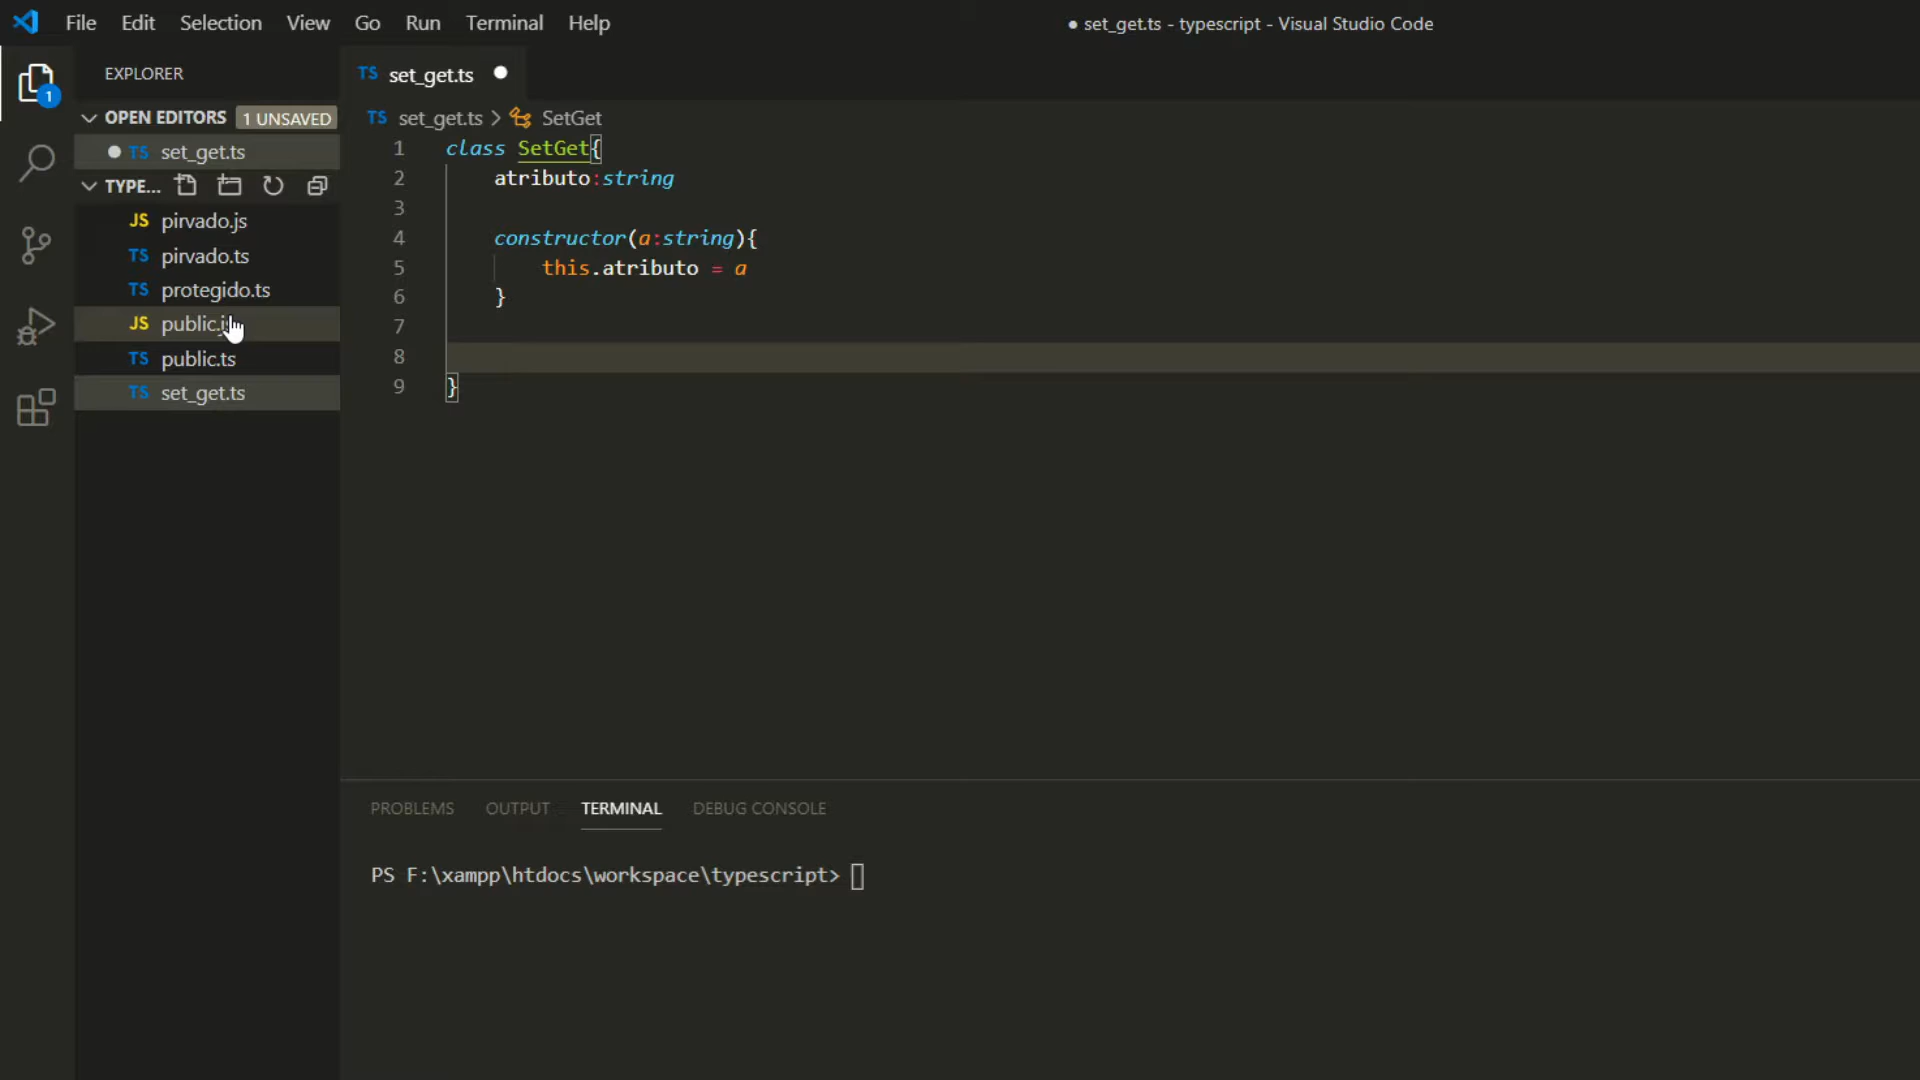 File Edit Selection View Go Run Terminal Help
● set_get.ts - typescript - Visual Studio Code
EXPLORER
1
OPEN EDITORS 1 UNSAVED
TS set_get.ts
TYPE...
JS pirvado.js
TS pirvado.ts
TS protegido.ts
JS public.js
TS public.ts
TS set_get.ts
TS set_get.ts
TS set_get.ts > SetGet
1 class SetGet{
2 atributo:string
3
4 constructor(a:string){
5 this.atributo = a
6 }
7
8
9 }
PROBLEMS OUTPUT TERMINAL DEBUG CONSOLE
PS F:\xampp\htdocs\workspace\typescript>